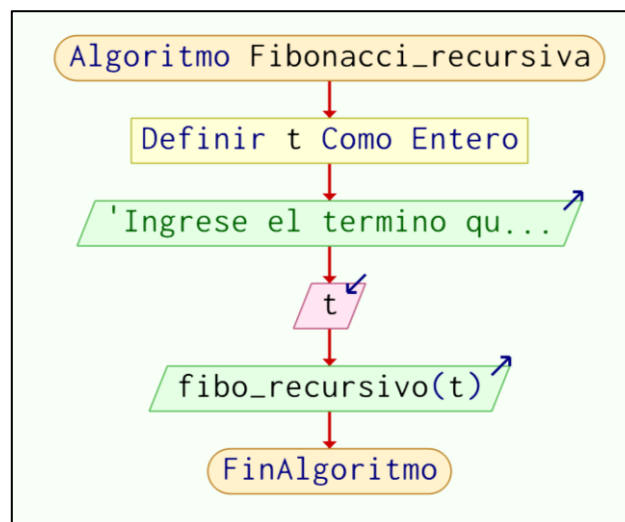 Algoritmo Fibonacci_recursiva
Definir t Como Entero
'Ingrese el termino qu...
t
fibo_recursivo(t)
FinAlgoritmo